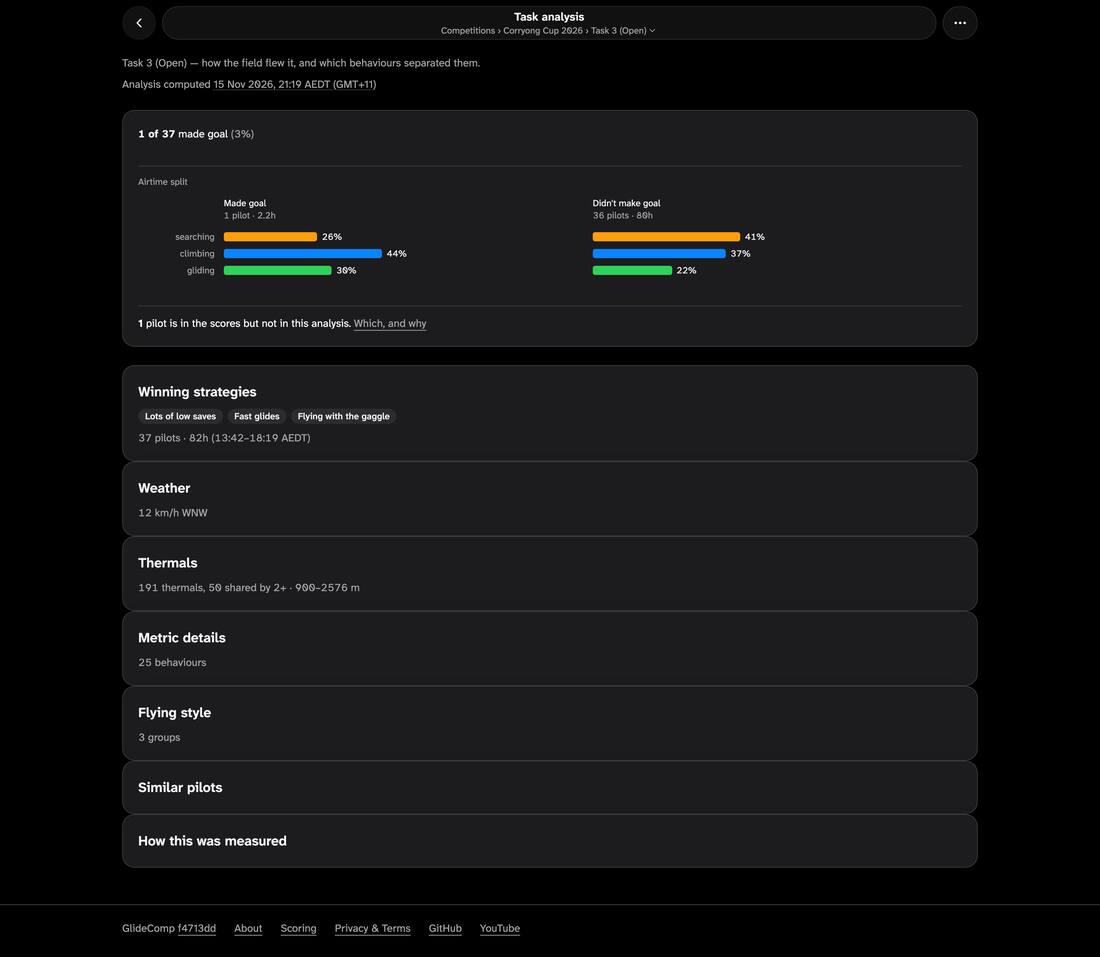 Task analysis
Competitions › Corryong Cup 2026 › Task 3 (Open)
Task 3 (Open) — how the field flew it, and which behaviours separated them.
Analysis computed 15 Nov 2026, 21:19 AEDT (GMT+11)
1 of 37 made goal (3%)
Airtime split
Made goal
1 pilot · 2.2h
searching 26%
climbing 44%
gliding 30%
Didn't make goal
36 pilots · 80h
41%
37%
22%
1 pilot is in the scores but not in this analysis. Which, and why
Winning strategies
Lots of low saves Fast glides Flying with the gaggle
37 pilots · 82h (13:42–18:19 AEDT)
Weather
12 km/h WNW
Thermals
191 thermals, 50 shared by 2+ · 900–2576 m
Metric details
25 behaviours
Flying style
3 groups
Similar pilots
How this was measured
GlideComp f4713dd About Scoring Privacy & Terms GitHub YouTube